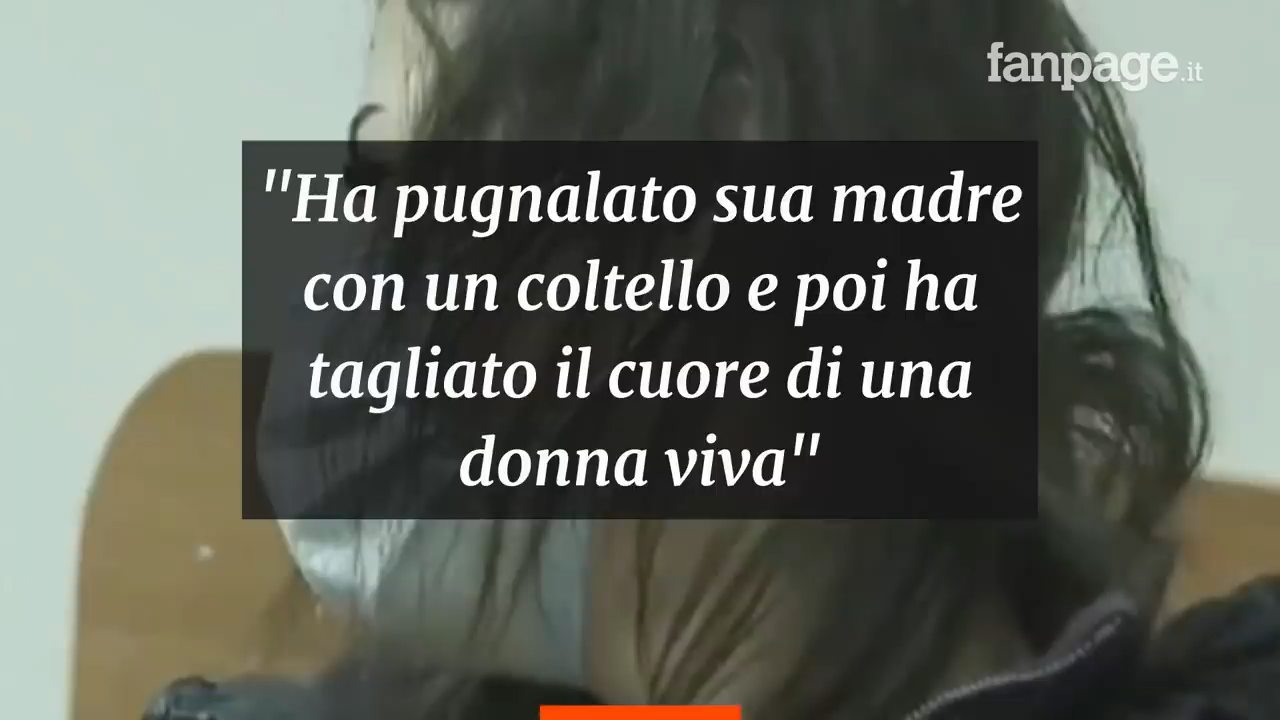 fanpage.it
"Ha pugnalato sua madre
con un coltello e poi ha
tagliato il cuore di una
donna viva"